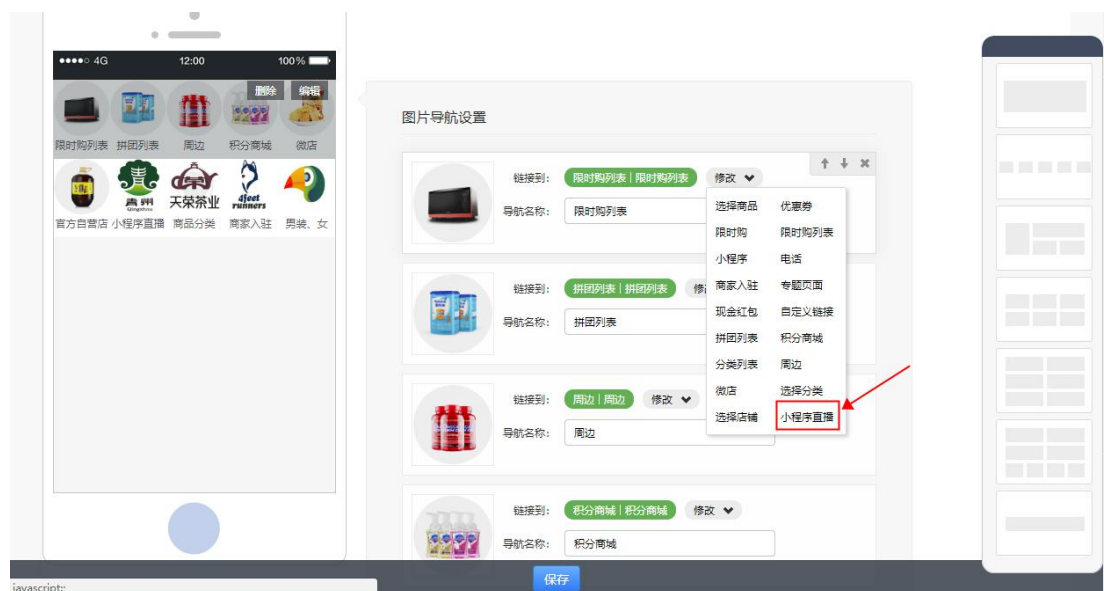 ●●●●○ 4G 12:00 100%
删除 编辑
限时购列表 拼团列表 周边 积分商城 微店
青州
Qingzhou
天荣茶业
4feet
runners
官方自营店 小程序直播 商品分类 商家入驻 男装、女
图片导航设置
链接到: 限时购列表 | 限时购列表 修改
导航名称: 限时购列表
选择商品 优惠券
限时购 限时购列表
小程序 电话
商家入驻 专题页面
现金红包 自定义链接
拼团列表 积分商城
分类列表 周边
微店 选择分类
选择店铺 小程序直播
链接到: 拼团列表 | 拼团列表 修
导航名称: 拼团列表
链接到: 周边 | 周边 修改
导航名称: 周边
链接到: 积分商城 | 积分商城 修改
导航名称: 积分商城
保存
javascript:;